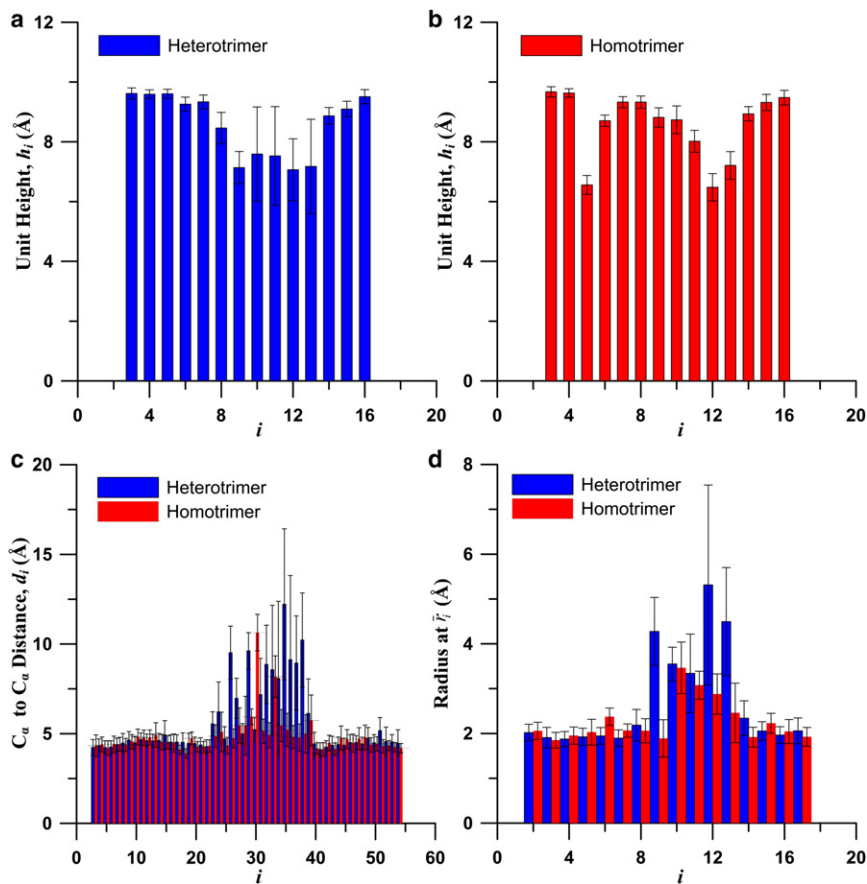 a
Heterotrimer
Unit Height, hᵢ (Å)
12
8
4
0
0 4 8 12 16 20
i
b
Homotrimer
Unit Height, hᵢ (Å)
12
8
4
0
0 4 8 12 16 20
i
c
Heterotrimer
Homotrimer
Cα to Cα Distance, dᵢ (Å)
20
15
10
5
0
0 10 20 30 40 50 60
i
d
Heterotrimer
Homotrimer
Radius at r̄ᵢ (Å)
8
6
4
2
0
0 4 8 12 16 20
i